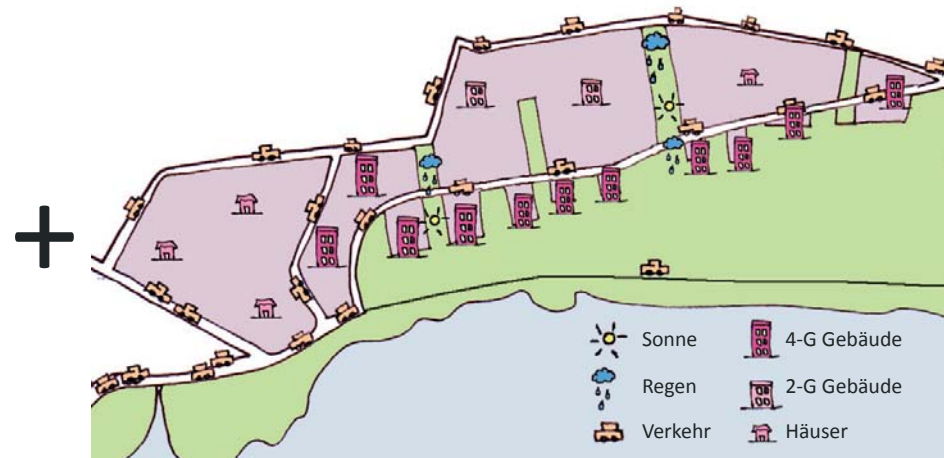 Sonne
4-G Gebäude
Regen
2-G Gebäude
Verkehr
Häuser